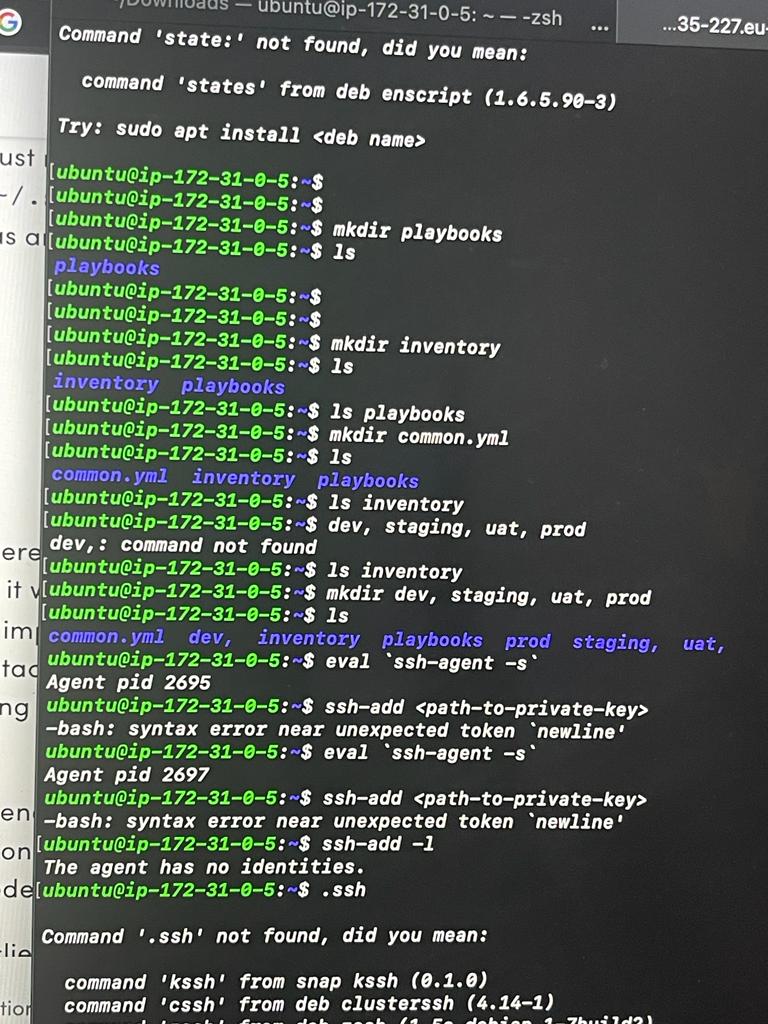 /Downloads — ubuntu@ip-172-31-0-5: ~ — -zsh ... ...35-227.eu-
Command 'state:' not found, did you mean:
command 'states' from deb enscript (1.6.5.90-3)
Try: sudo apt install <deb name>
[ubuntu@ip-172-31-0-5:~$
[ubuntu@ip-172-31-0-5:~$
[ubuntu@ip-172-31-0-5:~$ mkdir playbooks
[ubuntu@ip-172-31-0-5:~$ ls
playbooks
[ubuntu@ip-172-31-0-5:~$
[ubuntu@ip-172-31-0-5:~$
[ubuntu@ip-172-31-0-5:~$ mkdir inventory
[ubuntu@ip-172-31-0-5:~$ ls
inventory playbooks
[ubuntu@ip-172-31-0-5:~$ ls playbooks
[ubuntu@ip-172-31-0-5:~$ mkdir common.yml
[ubuntu@ip-172-31-0-5:~$ ls
common.yml inventory playbooks
[ubuntu@ip-172-31-0-5:~$ ls inventory
[ubuntu@ip-172-31-0-5:~$ dev, staging, uat, prod
dev,: command not found
[ubuntu@ip-172-31-0-5:~$ ls inventory
[ubuntu@ip-172-31-0-5:~$ mkdir dev, staging, uat, prod
[ubuntu@ip-172-31-0-5:~$ ls
common.yml dev, inventory playbooks prod staging, uat,
ubuntu@ip-172-31-0-5:~$ eval `ssh-agent -s`
Agent pid 2695
ubuntu@ip-172-31-0-5:~$ ssh-add <path-to-private-key>
-bash: syntax error near unexpected token `newline'
ubuntu@ip-172-31-0-5:~$ eval `ssh-agent -s`
Agent pid 2697
ubuntu@ip-172-31-0-5:~$ ssh-add <path-to-private-key>
-bash: syntax error near unexpected token `newline'
[ubuntu@ip-172-31-0-5:~$ ssh-add -l
The agent has no identities.
[ubuntu@ip-172-31-0-5:~$ .ssh
Command '.ssh' not found, did you mean:
command 'kssh' from snap kssh (0.1.0)
command 'cssh' from deb clusterssh (4.14-1)